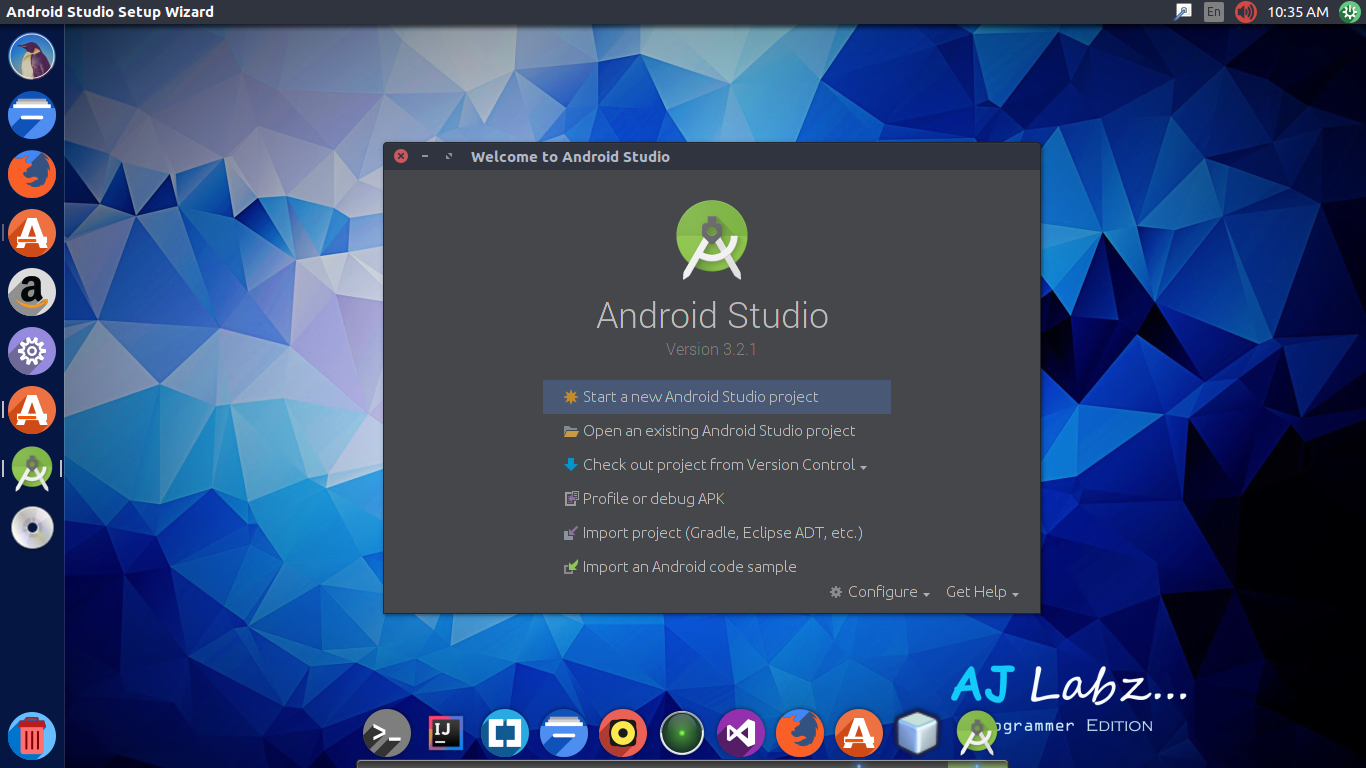 Android Studio Setup Wizard
En
10:35 AM
Welcome to Android Studio
Android Studio
Version 3.2.1
Start a new Android Studio project
Open an existing Android Studio project
Check out project from Version Control
Profile or debug APK
Import project (Gradle, Eclipse ADT, etc.)
Import an Android code sample
Configure
Get Help
AJ Labz...
ogrammer EDITION
IJ